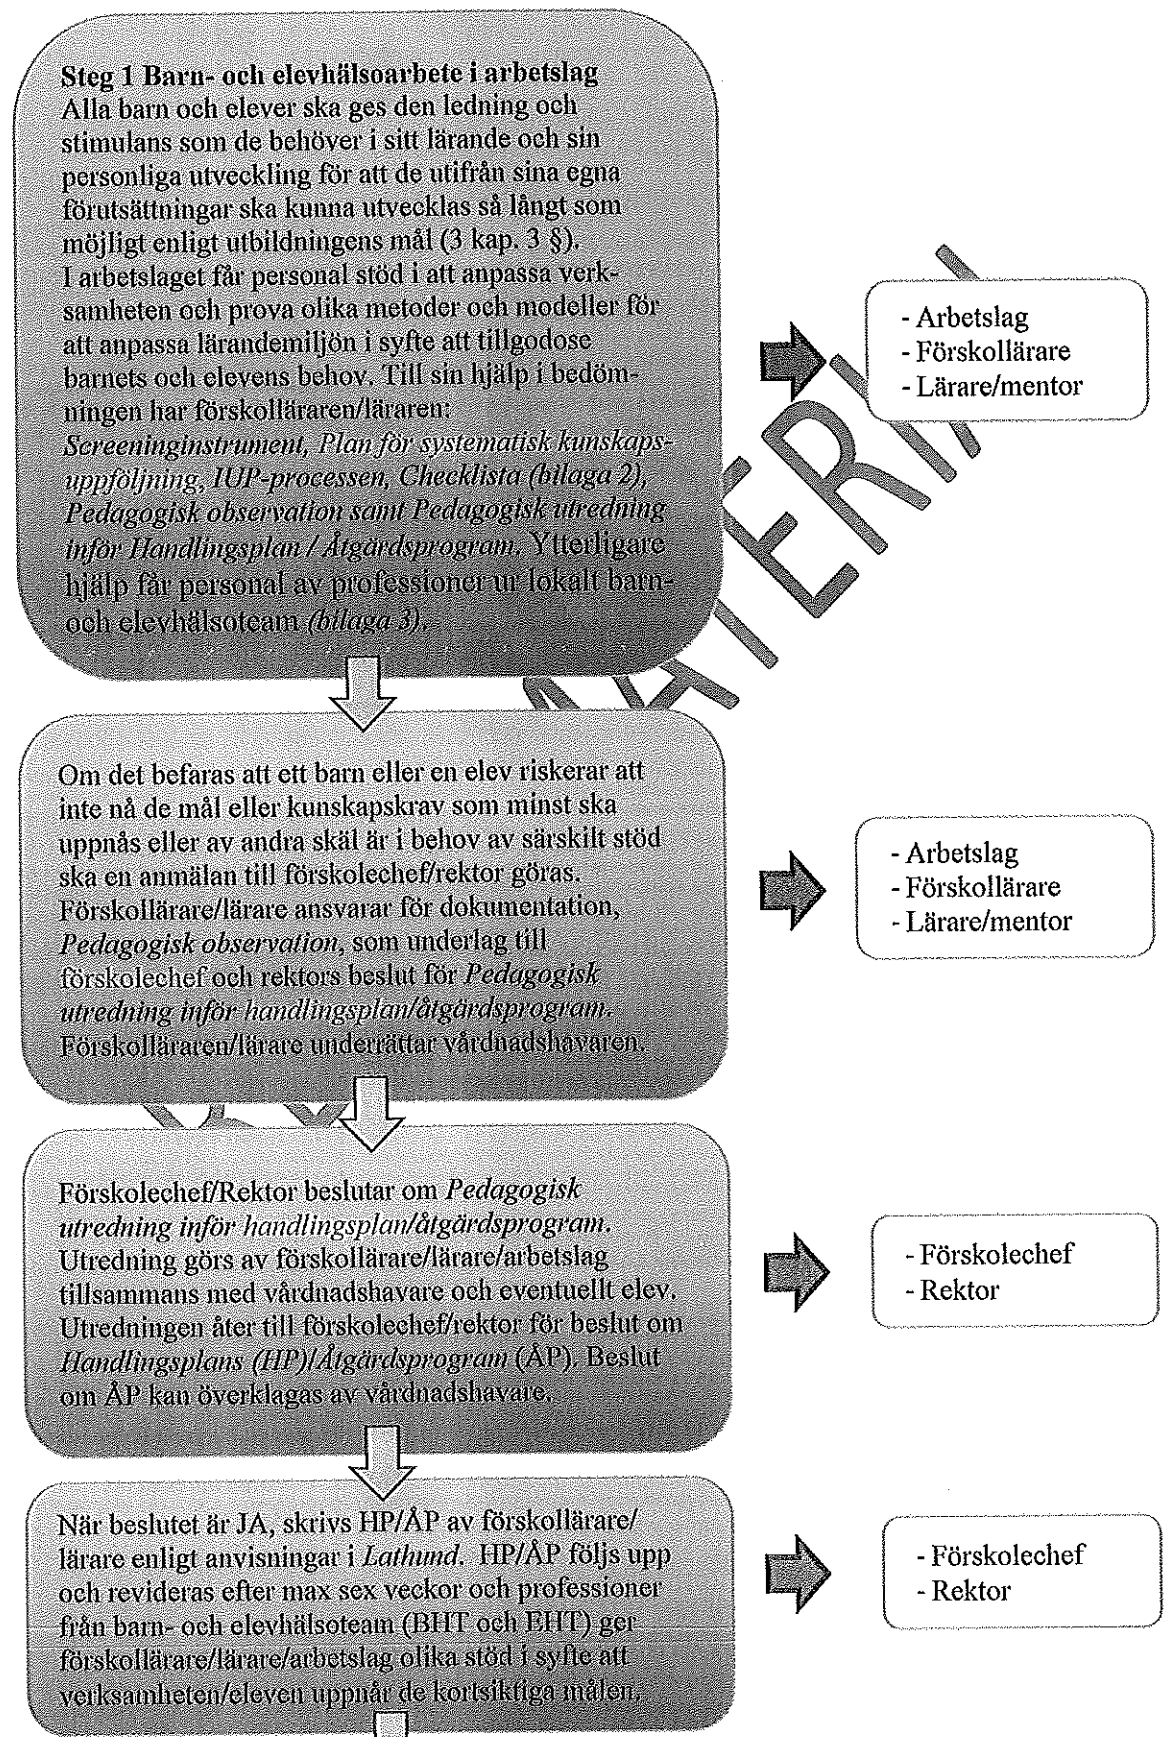 Steg 1 Barn- och elevhälsoarbete i arbetslag
Alla barn och elever ska ges den ledning och
stimulans som de behöver i sitt lärande och sin
personliga utveckling för att de utifrån sina egna
förutsättningar ska kunna utvecklas så långt som
möjligt enligt utbildningens mål (3 kap. 3 §).
I arbetslaget får personal stöd i att anpassa verk-
samheten och prova olika metoder och modeller för
att anpassa lärandemiljön i syfte att tillgodose
barnets och elevens behov. Till sin hjälp i bedöm-
ningen har förskolläraren/läraren:
Screeninginstrument, Plan för systematisk kunskaps-
uppföljning, IUP-processen, Checklista (bilaga 2),
Pedagogisk observation samt Pedagogisk utredning
inför Handlingsplan / Åtgärdsprogram. Ytterligare
hjälp får personal av professioner ur lokalt barn-
och elevhälsoteam (bilaga 3).
- Arbetslag
- Förskollärare
- Lärare/mentor
Om det befaras att ett barn eller en elev riskerar att
inte nå de mål eller kunskapskrav som minst ska
uppnås eller av andra skäl är i behov av särskilt stöd
ska en anmälan till förskolechef/rektor göras.
Förskollärare/lärare ansvarar för dokumentation,
Pedagogisk observation, som underlag till
förskolechef och rektors beslut för Pedagogisk
utredning inför handlingsplan/åtgärdsprogram.
Förskolläraren/lärare underrättar vårdnadshavaren.
- Arbetslag
- Förskollärare
- Lärare/mentor
Förskolechef/Rektor beslutar om Pedagogisk
utredning inför handlingsplan/åtgärdsprogram.
Utredning görs av förskollärare/lärare/arbetslag
tillsammans med vårdnadshavare och eventuellt elev.
Utredningen åter till förskolechef/rektor för beslut om
Handlingsplans (HP)/Åtgärdsprogram (ÅP). Beslut
om ÅP kan överklagas av vårdnadshavare.
- Förskolechef
- Rektor
När beslutet är JA, skrivs HP/ÅP av förskollärare/
lärare enligt anvisningar i Lathund. HP/ÅP följs upp
och revideras efter max sex veckor och professioner
från barn- och elevhälsoteam (BHT och EHT) ger
förskollärare/lärare/arbetslag olika stöd i syfte att
verksamheten/eleven uppnår de kortsiktiga målen.
- Förskolechef
- Rektor